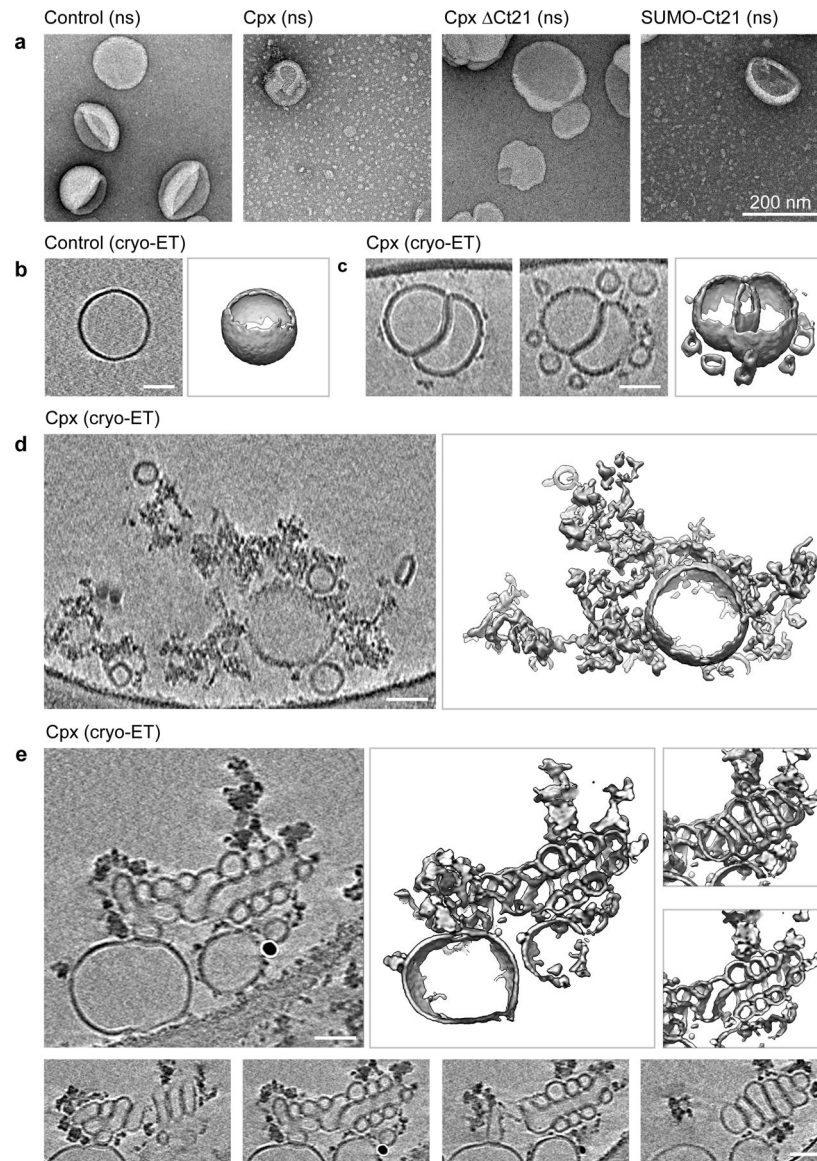 Control (ns) Cpx (ns) Cpx ΔCt21 (ns) SUMO-Ct21 (ns)
a
200 nm
Control (cryo-ET) Cpx (cryo-ET)
b c
Cpx (cryo-ET)
d
Cpx (cryo-ET)
e